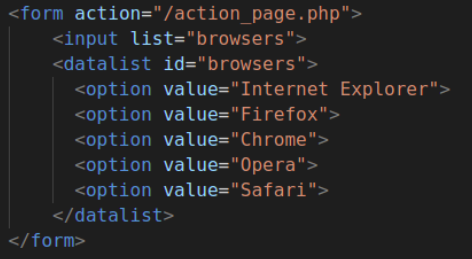 <form action="/action_page.php">
<input list="browsers">
<datalist id="browsers">
<option value="Internet Explorer">
<option value="Firefox">
<option value="Chrome">
<option value="Opera">
<option value="Safari">
</datalist>
</form>